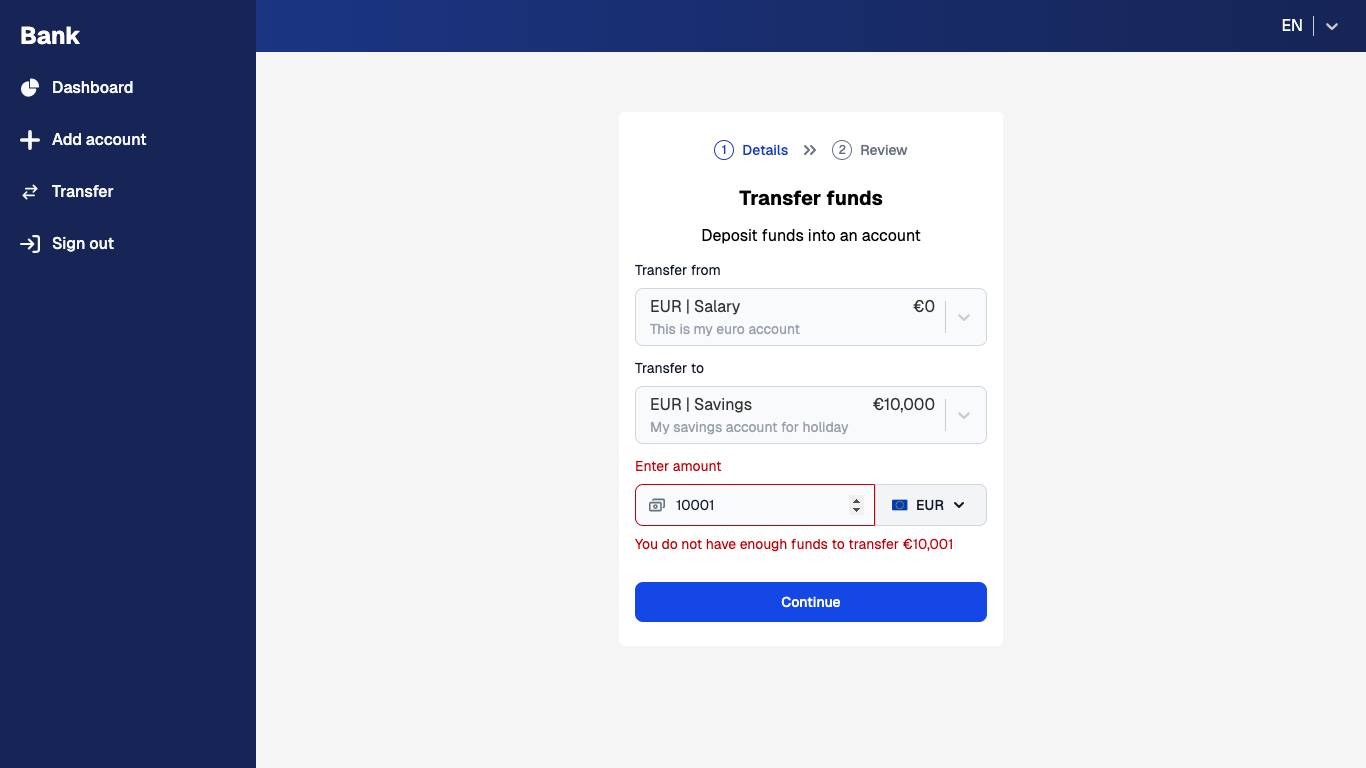 Bank
EN
Dashboard
Add account
Transfer
Sign out
1 Details 2 Review
Transfer funds
Deposit funds into an account
Transfer from
EUR | Salary €0
This is my euro account
Transfer to
EUR | Savings €10,000
My savings account for holiday
Enter amount
10001 EUR
You do not have enough funds to transfer €10,001
Continue